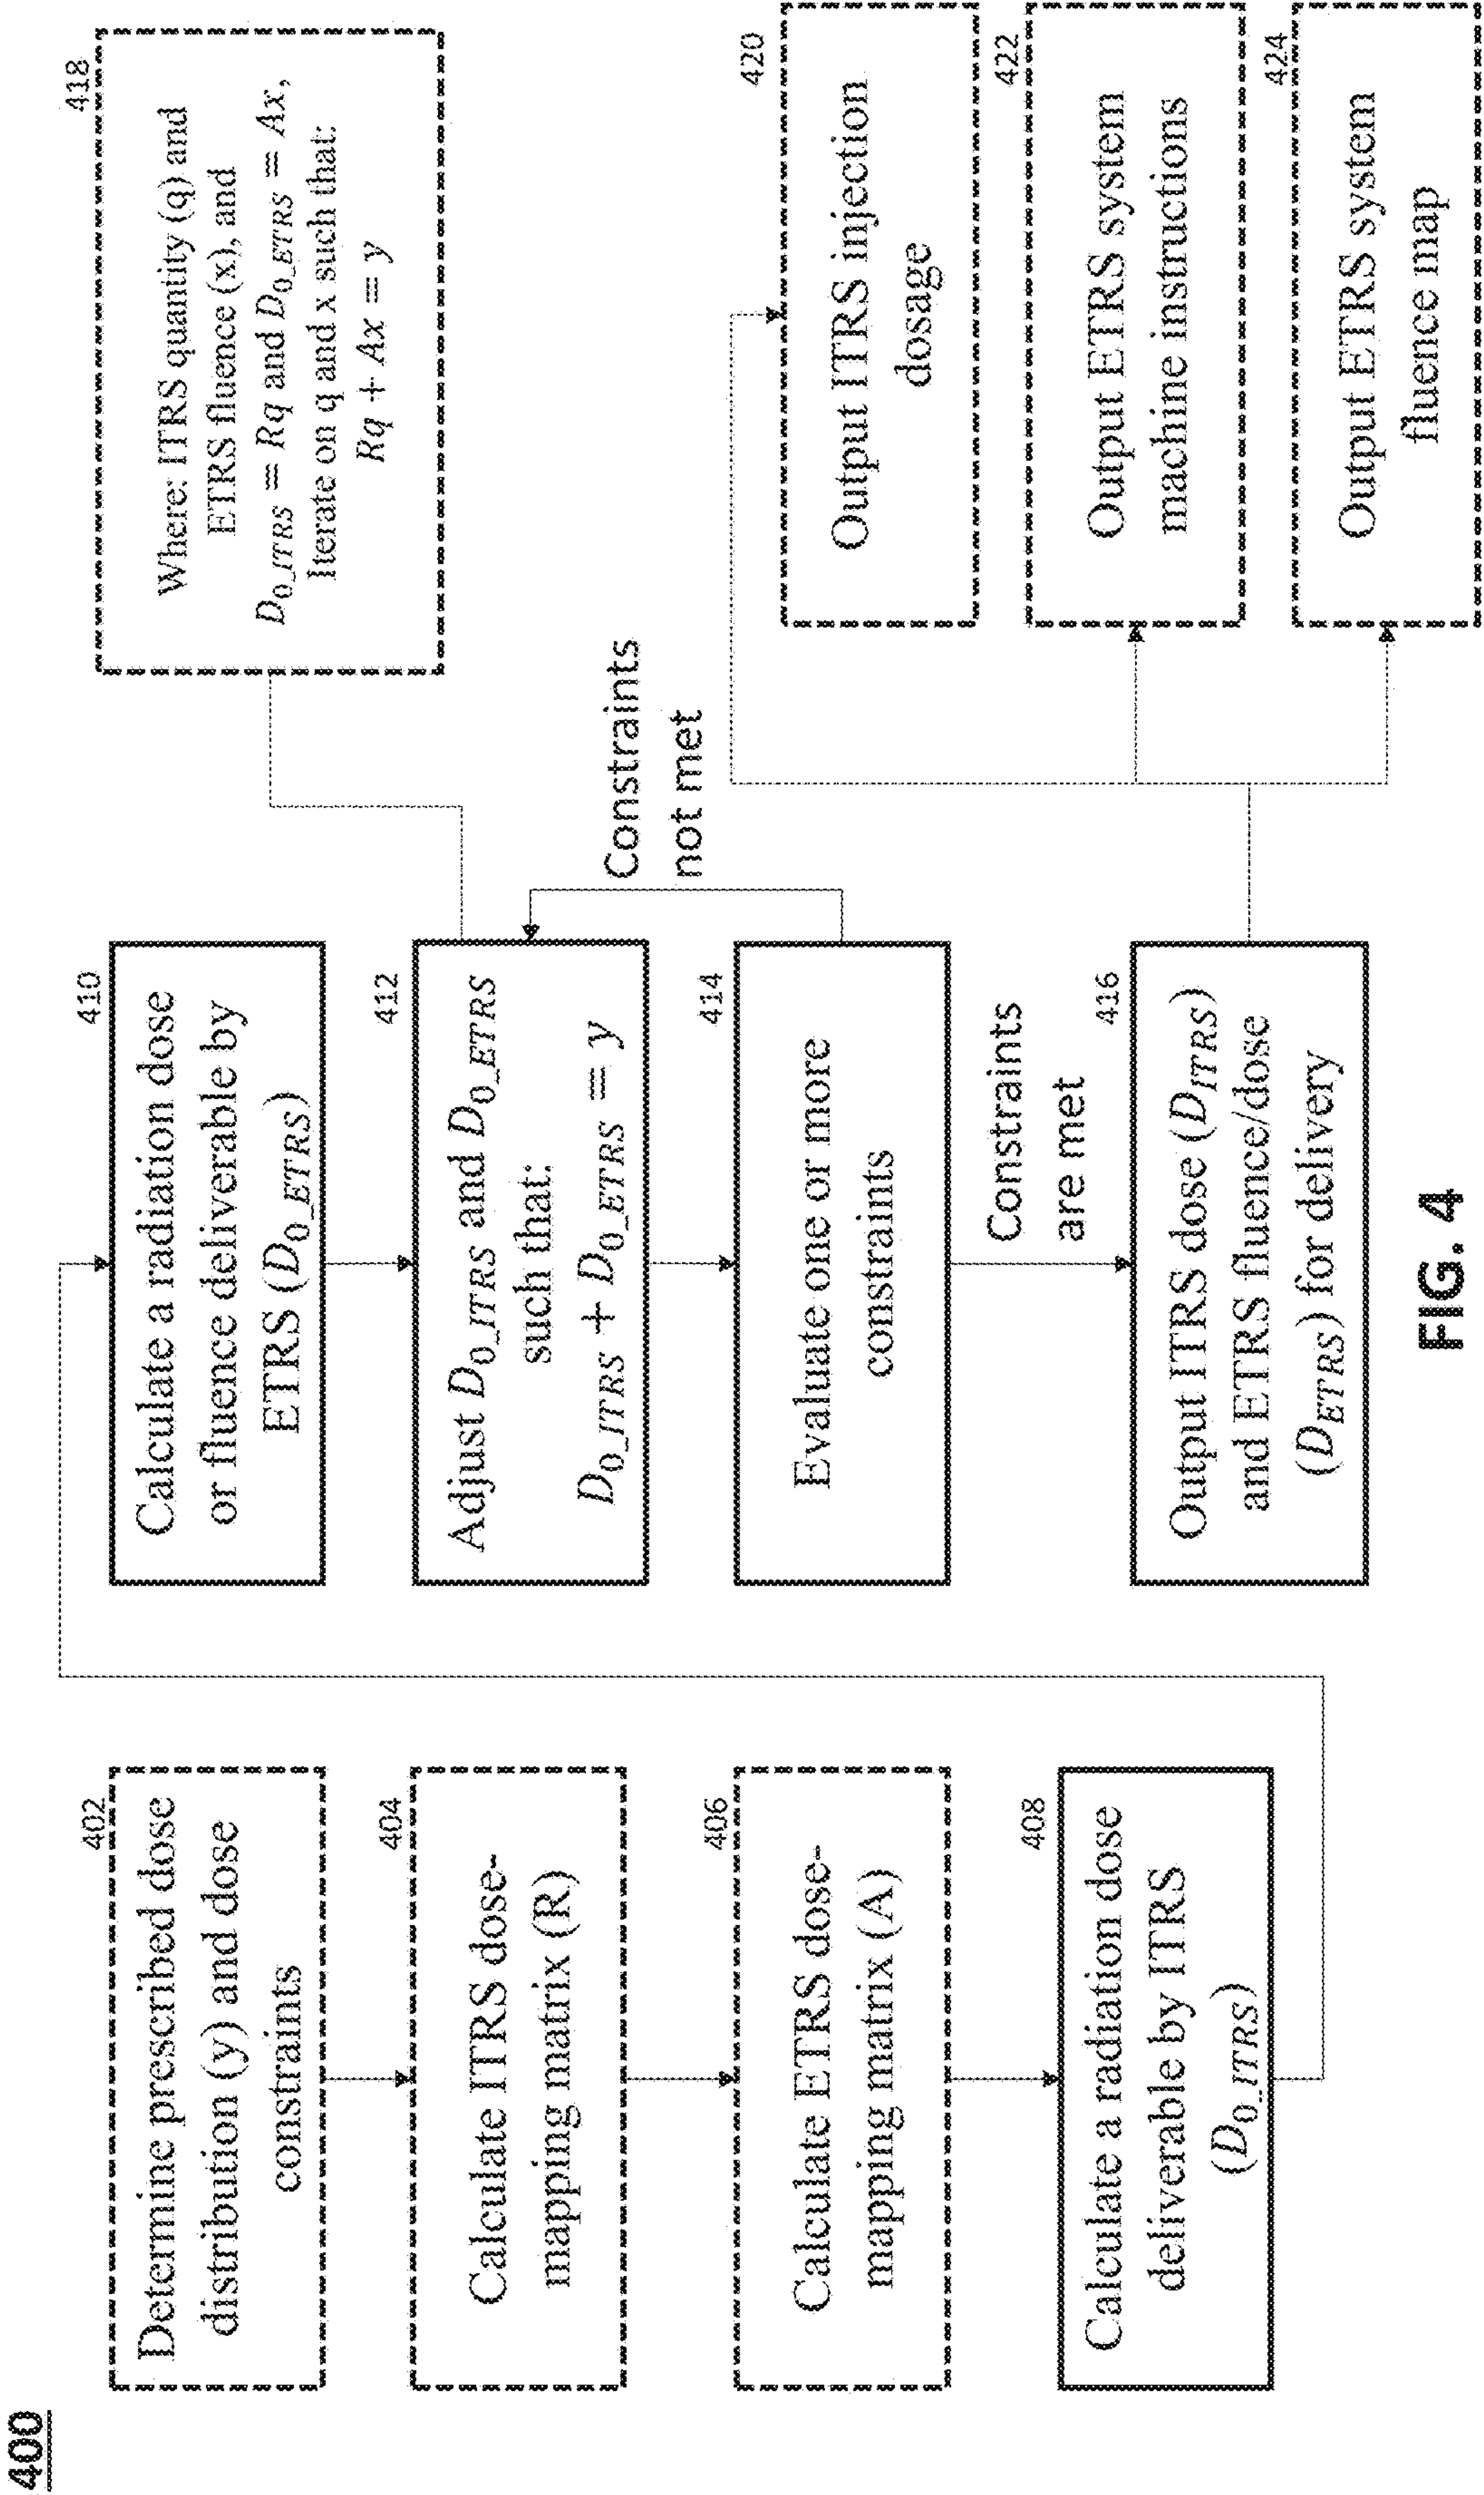 400
402
Determine prescribed dose
distribution (y) and dose
constraints
404
Calculate ITRS dose-
mapping matrix (R)
406
Calculate ETRS dose-
mapping matrix (A)
408
Calculate a radiation dose
deliverable by ITRS
(D0_ITRS)
410
Calculate a radiation dose
or fluence deliverable by
ETRS (D0_ETRS)
412
Adjust D0_ITRS and D0_ETRS
such that:
D0_ITRS + D0_ETRS = y
414
Evaluate one or more
constraints
Constraints
not met
Constraints
are met
416
Output ITRS dose (DITRS)
and ETRS fluence/dose
(DETRS) for delivery
418
Where: ITRS quantity (q) and
ETRS fluence (x), and
D0_ITRS = Rq and D0_ETRS = Ax,
Iterate on q and x such that:
Rq + Ax = y
420
Output ITRS injection
dosage
422
Output ETRS system
machine instructions
424
Output ETRS system
fluence map
FIG. 4